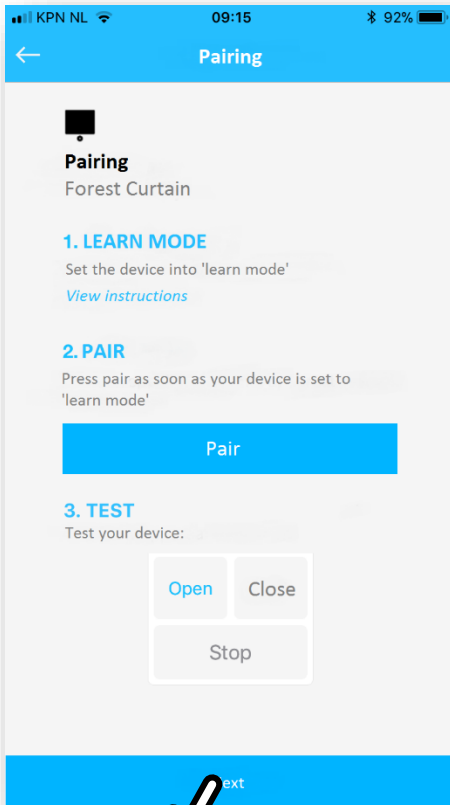 KPN NL 09:15 92%
Pairing
Pairing
Forest Curtain
1. LEARN MODE
Set the device into 'learn mode'
View instructions
2. PAIR
Press pair as soon as your device is set to
'learn mode'
Pair
3. TEST
Test your device:
Open Close
Stop
ext